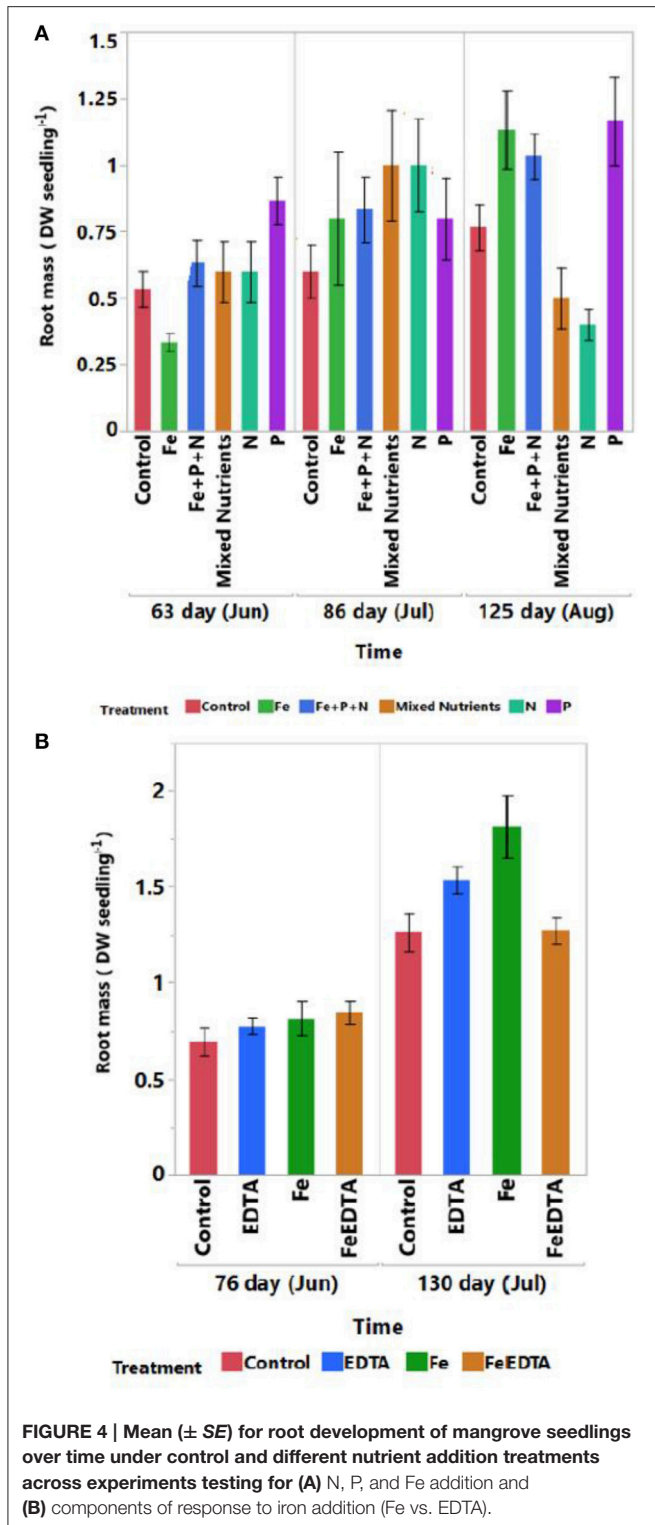 A
1.5
1.25
1
0.75
0.5
0.25
0
Root mass ( DW seedling|-1)
Control
Fe
Fe+P+N
Mixed Nutrients
N
P
Control
Fe
Fe+P+N
Mixed Nutrients
N
P
Control
Fe
Fe+P+N
Mixed Nutrients
N
P
63 day (Jun) 86 day (Jul) 125 day (Aug)
Time
Treatment Control Fe Fe+P+N Mixed Nutrients N P
B
2
1.5
1
0.5
0
Root mass ( DW seedling|-1)
Control
EDTA
Fe
FeEDTA
Control
EDTA
Fe
FeEDTA
76 day (Jun) 130 day (Jul)
Time
Treatment Control EDTA Fe FeEDTA
FIGURE 4 | Mean (± SE) for root development of mangrove seedlings
over time under control and different nutrient addition treatments
across experiments testing for (A) N, P, and Fe addition and
(B) components of response to iron addition (Fe vs. EDTA).